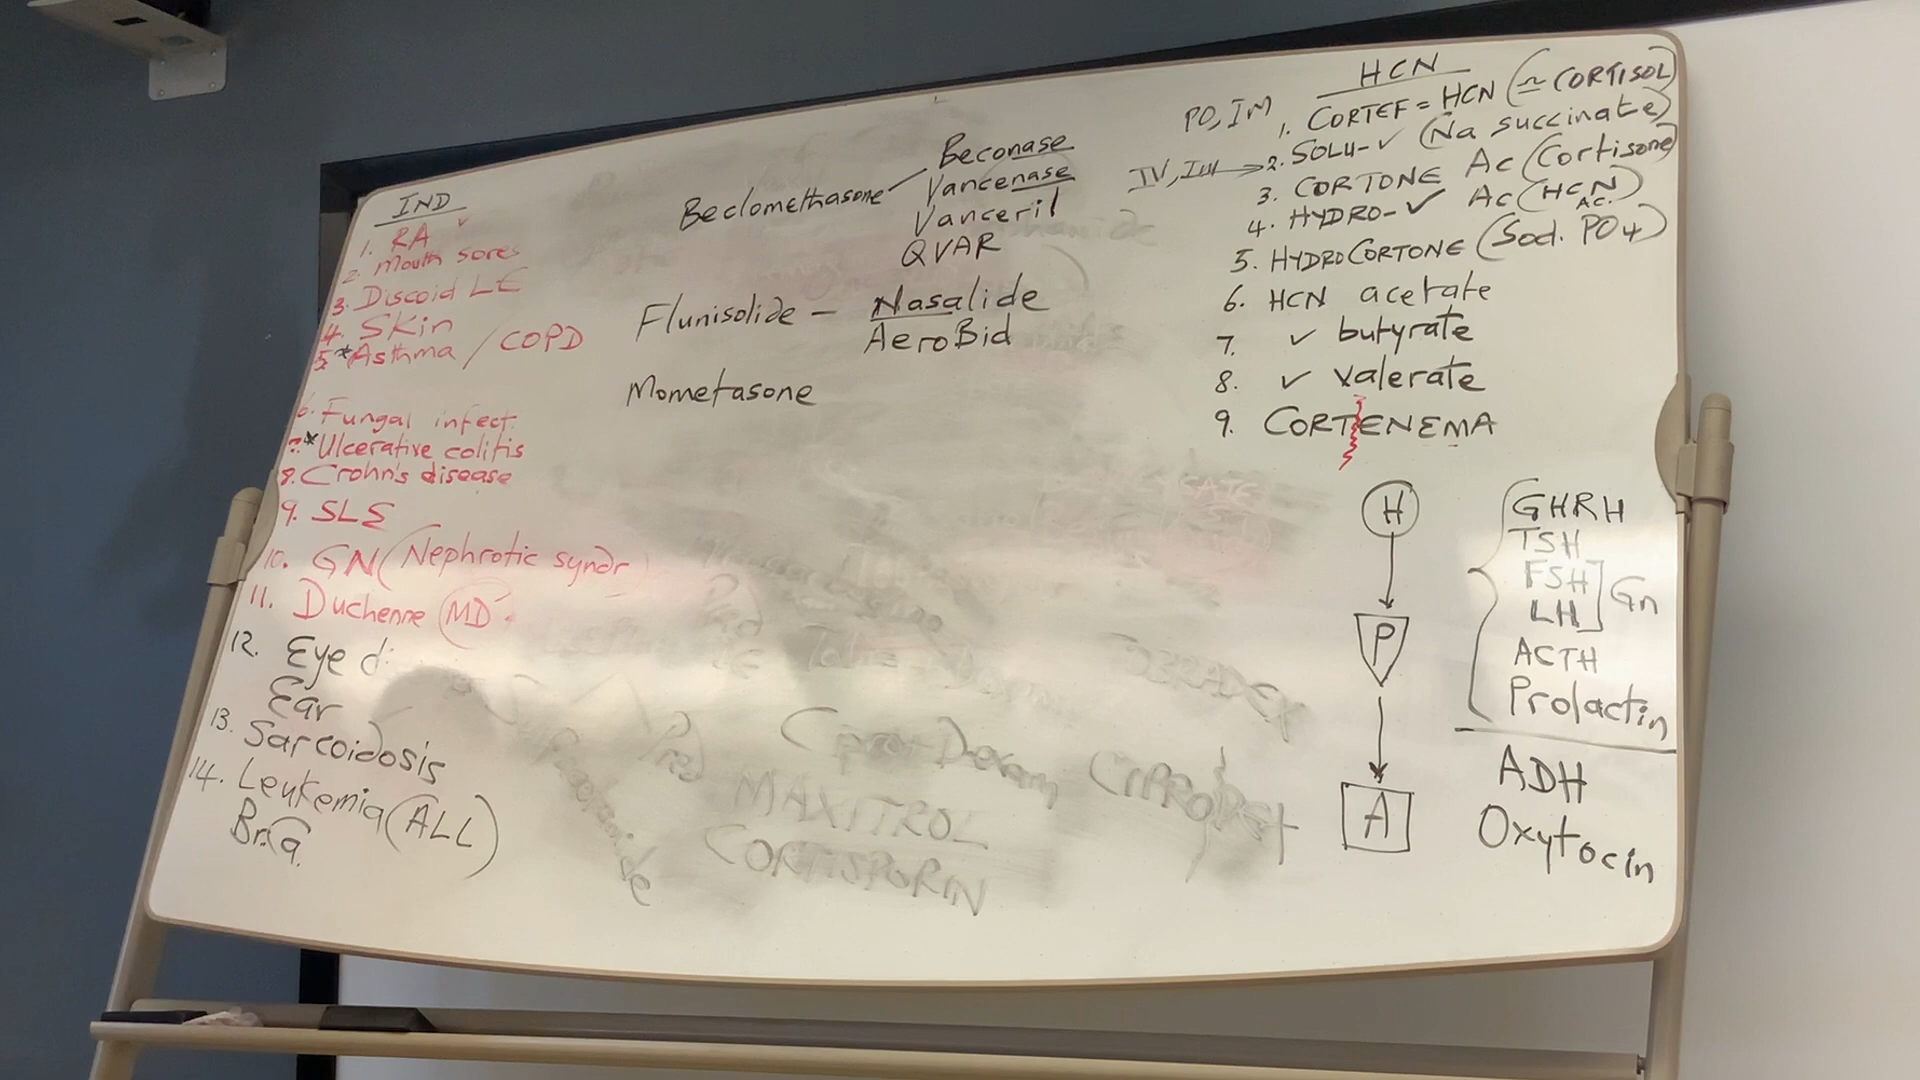 IND
1. RA
2. Mouth sores
3. Discoid LE
4. Skin
5. *Asthma / COPD
6. Fungal infect.
7. *Ulcerative colitis
8. Crohn's disease
9. SLE
10. GN (Nephrotic syndr)
11. Duchenne MD
12. Eye d:
Ear
13. Sarcoidosis
14. Leukemia (ALL)
Beclomethasone
Beconase
Vancenase
Vanceril
QVAR
Flunisolide - Nasalide
AeroBid
Mometasone
MAXITROL
CORTISPORIN
HCN
PO, IM
1. CORTEF = HCN (≃ CORTISOL)
IV, IM → 2. SOLU- ✓ (Na succinate)
3. CORTONE Ac (Cortisone)
4. HYDRO- ✓ Ac (HCN Ac.)
5. HYDROCORTONE (Sod. PO4)
6. HCN acetate
7. ✓ butyrate
8. ✓ valerate
9. CORTENEMA
H
P
A
GHRH
TSH
FSH
LH
Gn
ACTH
Prolactin
ADH
Oxytocin